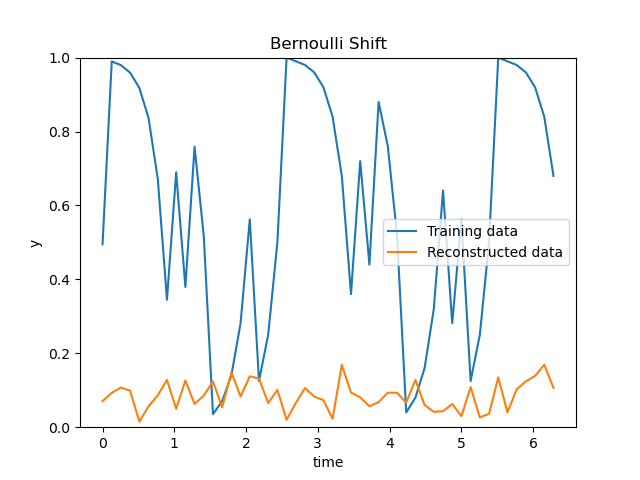 Bernoulli Shift
1.0
0.8
0.6
0.4
0.2
0.0
y
Training data
Reconstructed data
0 1 2 3 4 5 6
time